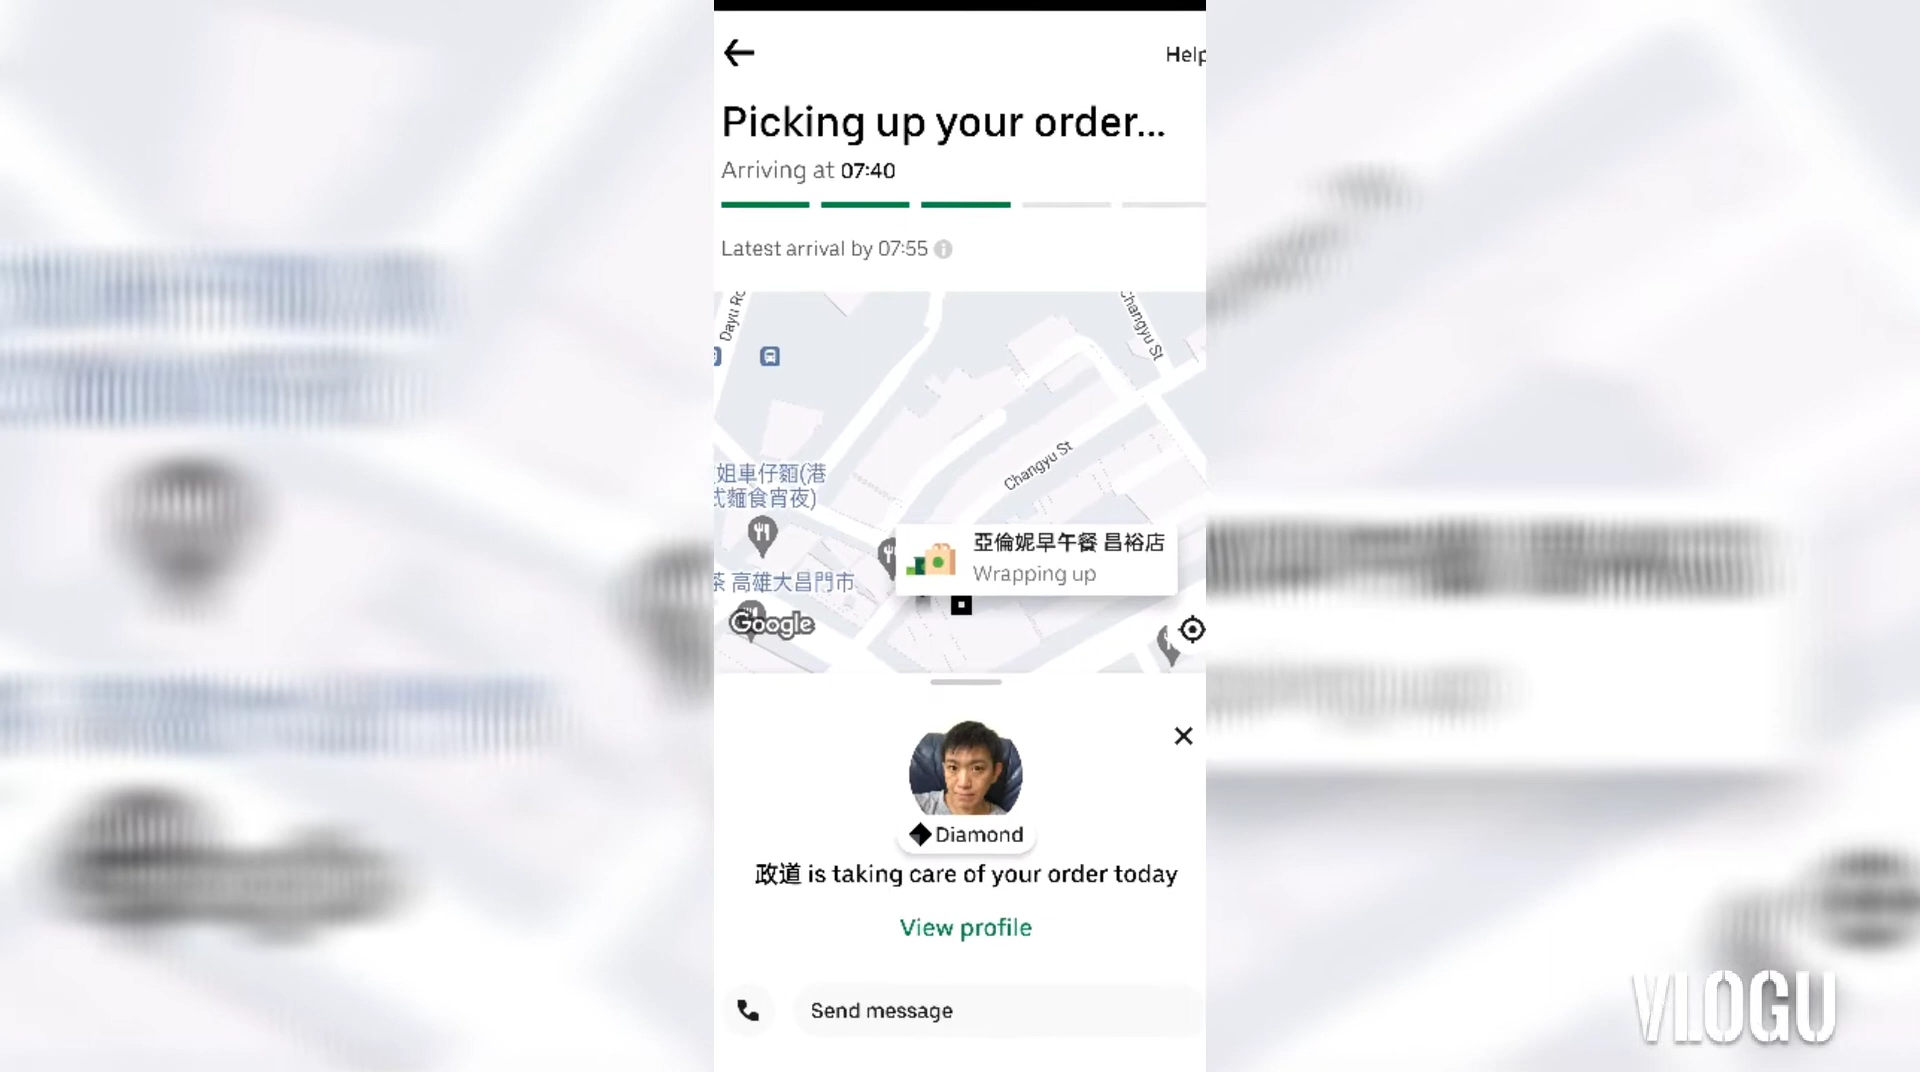 Help
Picking up your order...
Arriving at 07:40
Latest arrival by 07:55
Dayu Rd
Changyu St
Changyu St
姐車仔麵(港
式麵食宵夜)
亞倫妮早午餐 昌裕店
Wrapping up
茶 高雄大昌門市
Google
Diamond
政道 is taking care of your order today
View profile
Send message
VLOGU